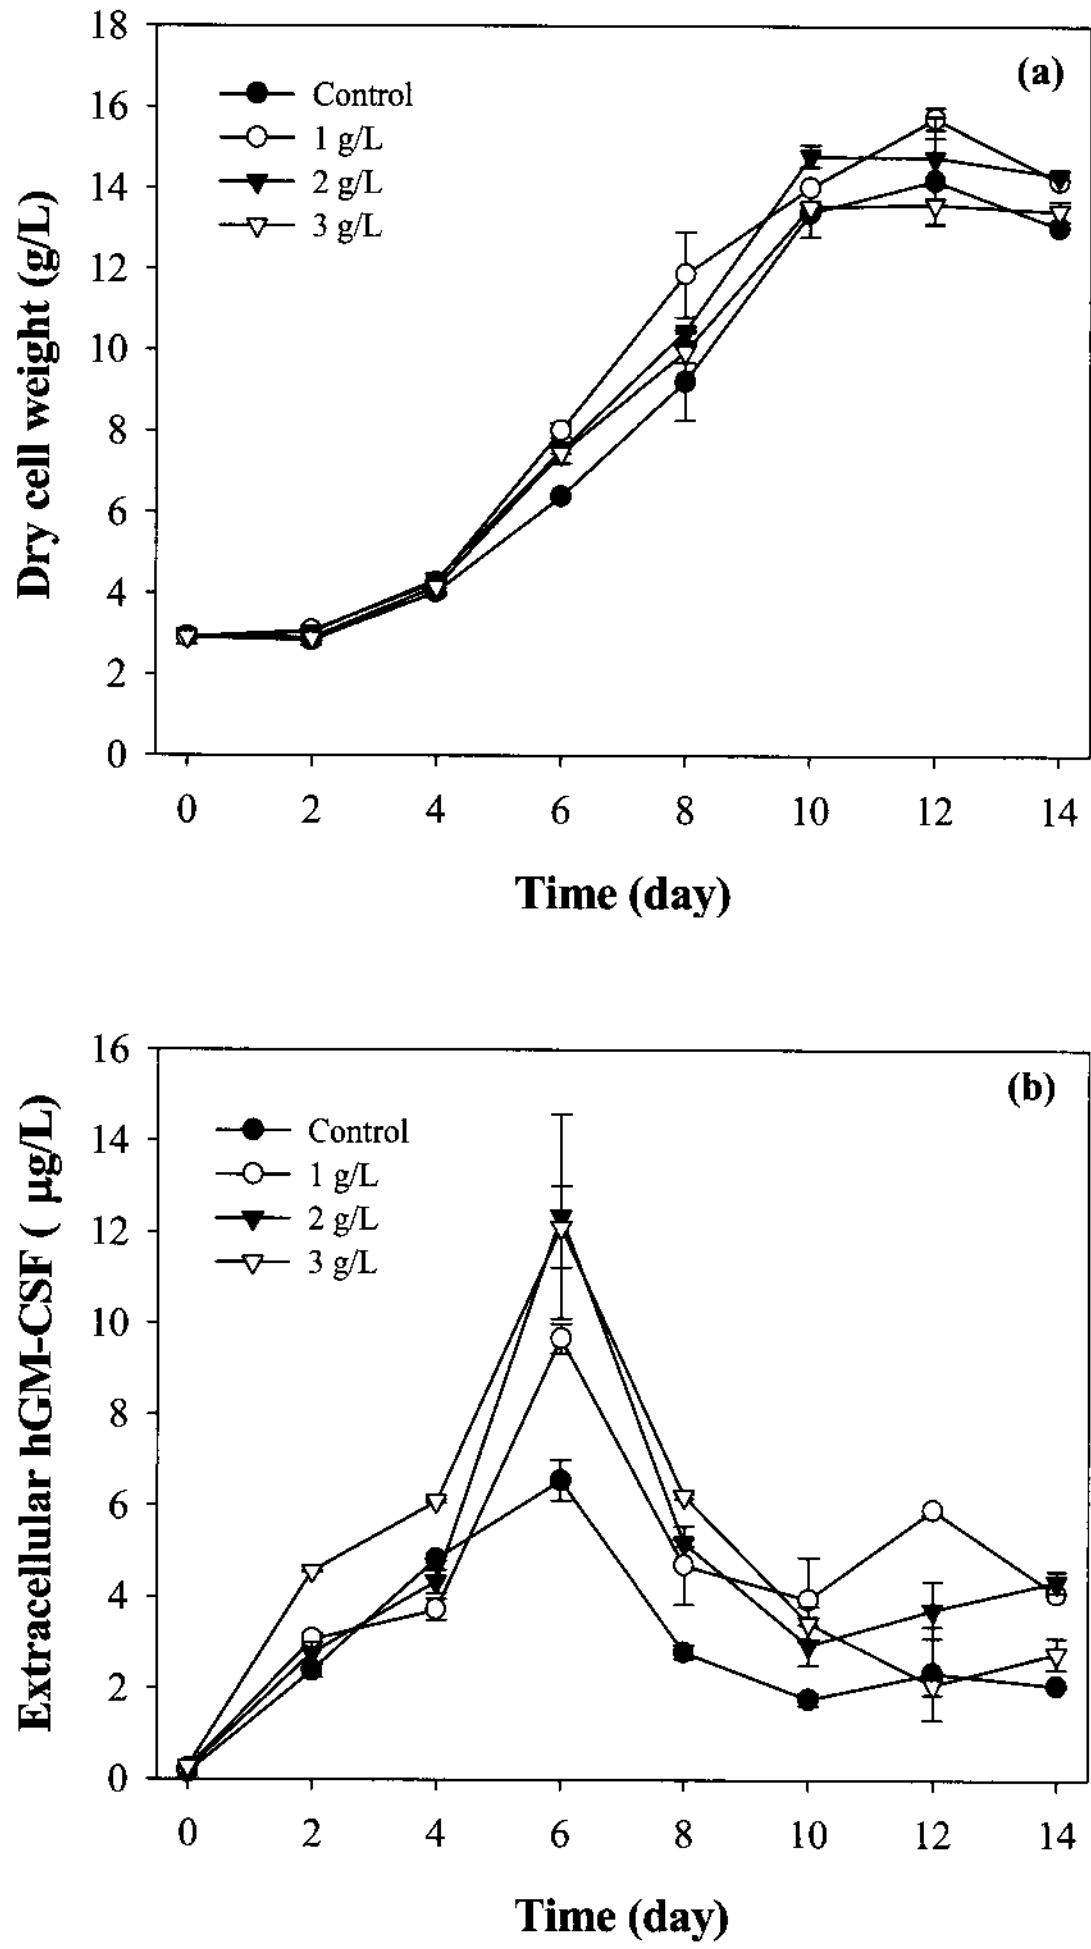 (a)
Control
1 g/L
2 g/L
3 g/L
Dry cell weight (g/L)
18
16
14
12
10
8
6
4
2
0
0 2 4 6 8 10 12 14
Time (day)
(b)
Control
1 g/L
2 g/L
3 g/L
Extracellular hGM-CSF ( μg/L)
16
14
12
10
8
6
4
2
0
0 2 4 6 8 10 12 14
Time (day)